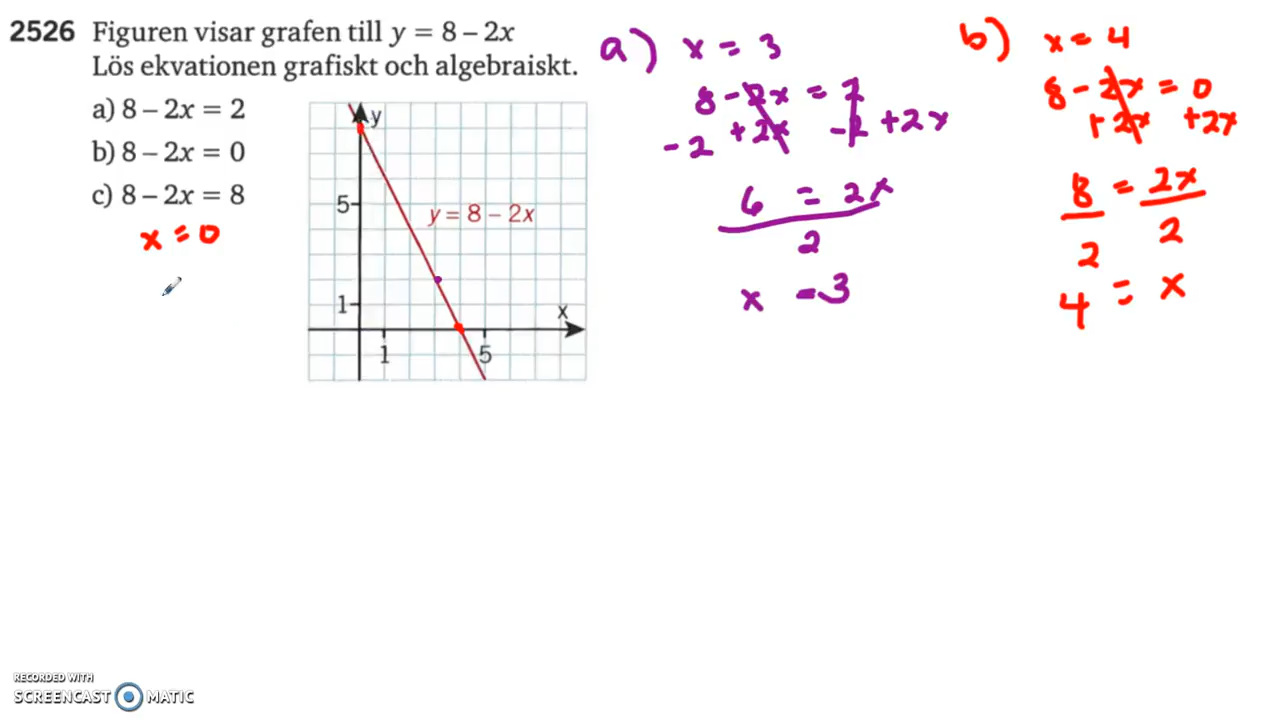 2526 Figuren visar grafen till y = 8 – 2x
Lös ekvationen grafiskt och algebraiskt.
a) 8 – 2x = 2
b) 8 – 2x = 0
c) 8 – 2x = 8
x = 0
y
5
y = 8 – 2x
1
x
1 5
a) x = 3
8 - 2x = 2
-2 +2x -2 +2x
6 = 2x
2
x = 3
b) x = 4
8 - 2x = 0
+2x +2x
8 = 2x
2 2
4 = x
RECORDED WITH
SCREENCAST MATIC